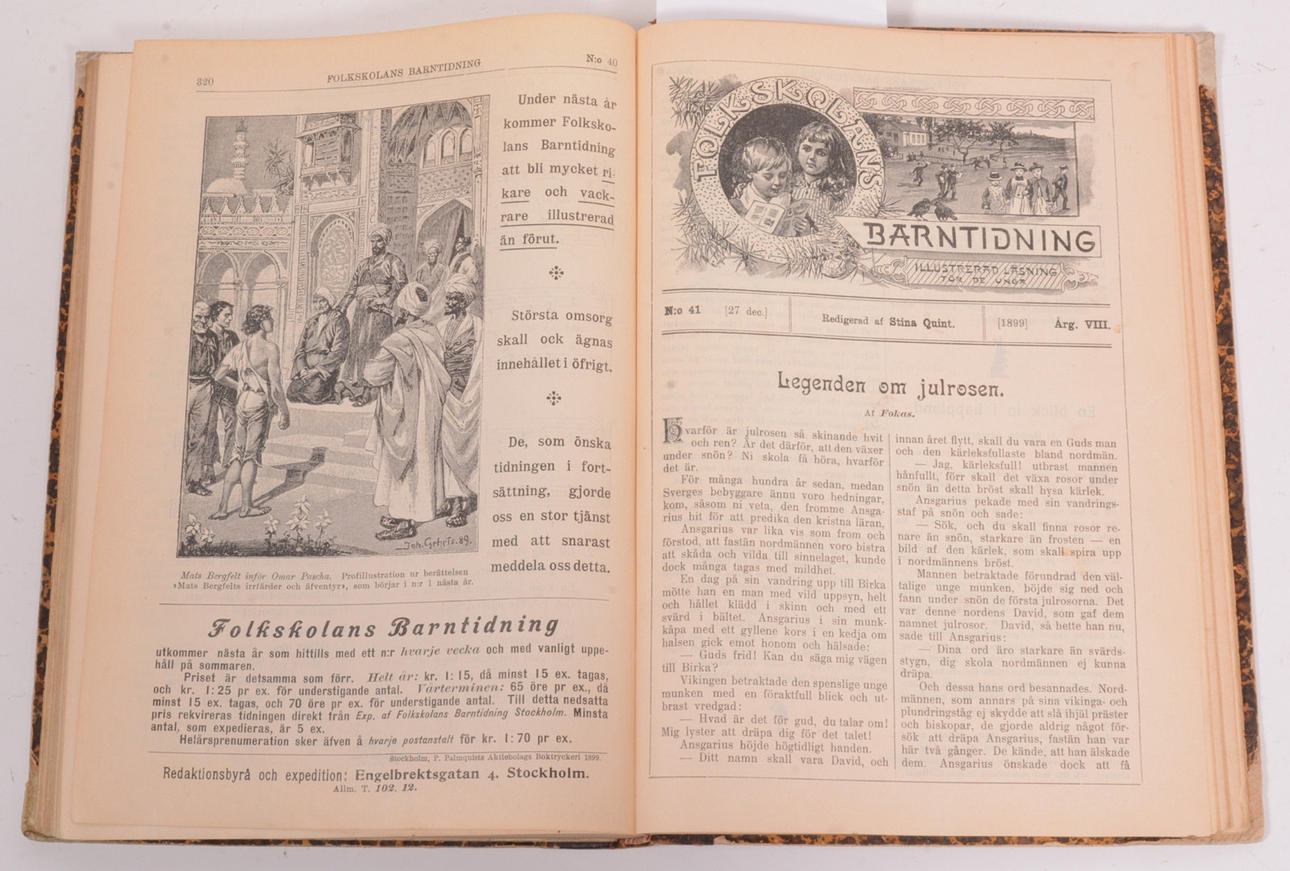 320
FOLKSKOLANS BARNTIDNING
N:o 40
Under nästa år
kommer Folksko-
lans Barntidning
att bli mycket ri-
kare och vack-
rare illustrerad
än förut.
Största omsorg
skall ock ägnas
innehållet i öfrigt.
De, som önska
tidningen i fort-
sättning, gjorde
oss en stor tjänst
med att snarast
meddela oss detta.
Joh. Gehrts. 89.
Mats Bergfelt inför Omar Pascha. Profillustration ur berättelsen
»Mats Bergfelts irrfärder och äfventyr», som börjar i n:r 1 nästa år.
Folkskolans Barntidning
utkommer nästa år som hittills med ett n:r hvarje vecka och med vanligt uppe-
håll på sommaren.
Priset är detsamma som förr. Helt år: kr. 1: 15, då minst 15 ex. tagas,
och kr. 1: 25 pr ex. för understigande antal. Vårterminen: 65 öre pr ex., då
minst 15 ex. tagas, och 70 öre pr ex. för understigande antal. Till detta nedsatta
pris rekvireras tidningen direkt från Exp. af Folkskolans Barntidning Stockholm. Minsta
antal, som expedieras, är 5 ex.
Helårsprenumeration sker äfven å hvarje postanstalt för kr. 1: 70 pr ex.
Stockholm, P. Palmquists Aktiebolags Boktryckeri 1899.
Redaktionsbyrå och expedition: Engelbrektsgatan 4. Stockholm.
Allm. T. 102. 12.
FOLKSKOLANS
BARNTIDNING
ILLUSTRERAD LÄSNING
FÖR DE UNGA
N:o 41 [27 dec.] Redigerad af Stina Quint. [1899] Årg. VIII.
Legenden om julrosen.
Af Fokas.
Hvarför är julrosen så skinande hvit
och ren? Är det därför, att den växer
under snön? Ni skola få höra, hvarför
det är.
För många hundra år sedan, medan
Sverges bebyggare ännu voro hedningar,
kom, såsom ni veta, den fromme Ansga-
rius hit för att predika den kristna läran,
Ansgarius var lika vis som from och
förstod, att fastän nordmännen voro bistra
att skåda och vilda till sinnelaget, kunde
dock många tagas med mildhet.
En dag på sin vandring upp till Birka
mötte han en man med vild uppsyn, helt
och hållet klädd i skinn och med ett
svärd i bältet. Ansgarius i sin munk-
kåpa med ett gyllene kors i en kedja om
halsen gick emot honom och hälsade:
— Guds frid! Kan du säga mig vägen
till Birka?
Vikingen betraktade den spenslige unge
munken med en föraktfull blick och ut-
brast vredgad:
— Hvad är det för gud, du talar om!
Mig lyster att dräpa dig för det talet!
Ansgarius höjde högtidligt handen.
— Ditt namn skall vara David, och
innan året flytt, skall du vara en Guds man
och den kärleksfullaste bland nordmän.
— Jag, kärleksfull! utbrast mannen
hånfullt, förr skall det växa rosor under
snön än detta bröst skall hysa kärlek.
Ansgarius pekade med sin vandrings-
staf på snön och sade:
— Sök, och du skall finna rosor re-
nare än snön, starkare än frosten — en
bild af den kärlek, som skall spira upp
i nordmännens bröst.
Mannen betraktade förundrad den väl-
talige unge munken, böjde sig ned och
fann under snön de första julrosorna. Det
var denne nordens David, som gaf dem
namnet julrosor. David, så hette han nu,
sade till Ansgarius:
— Dina ord äro starkare än svärds-
stygn, dig skola nordmännen ej kunna
dräpa.
Och dessa hans ord besannades. Nord-
männen, som annars på sina vikinga- och
plundringståg ej skydde att slå ihjäl präster
och biskopar, de gjorde aldrig något för-
sök att dräpa Ansgarius, fastän han var
här två gånger. De kände, att han älskade
dem. Ansgarius önskade dock att få